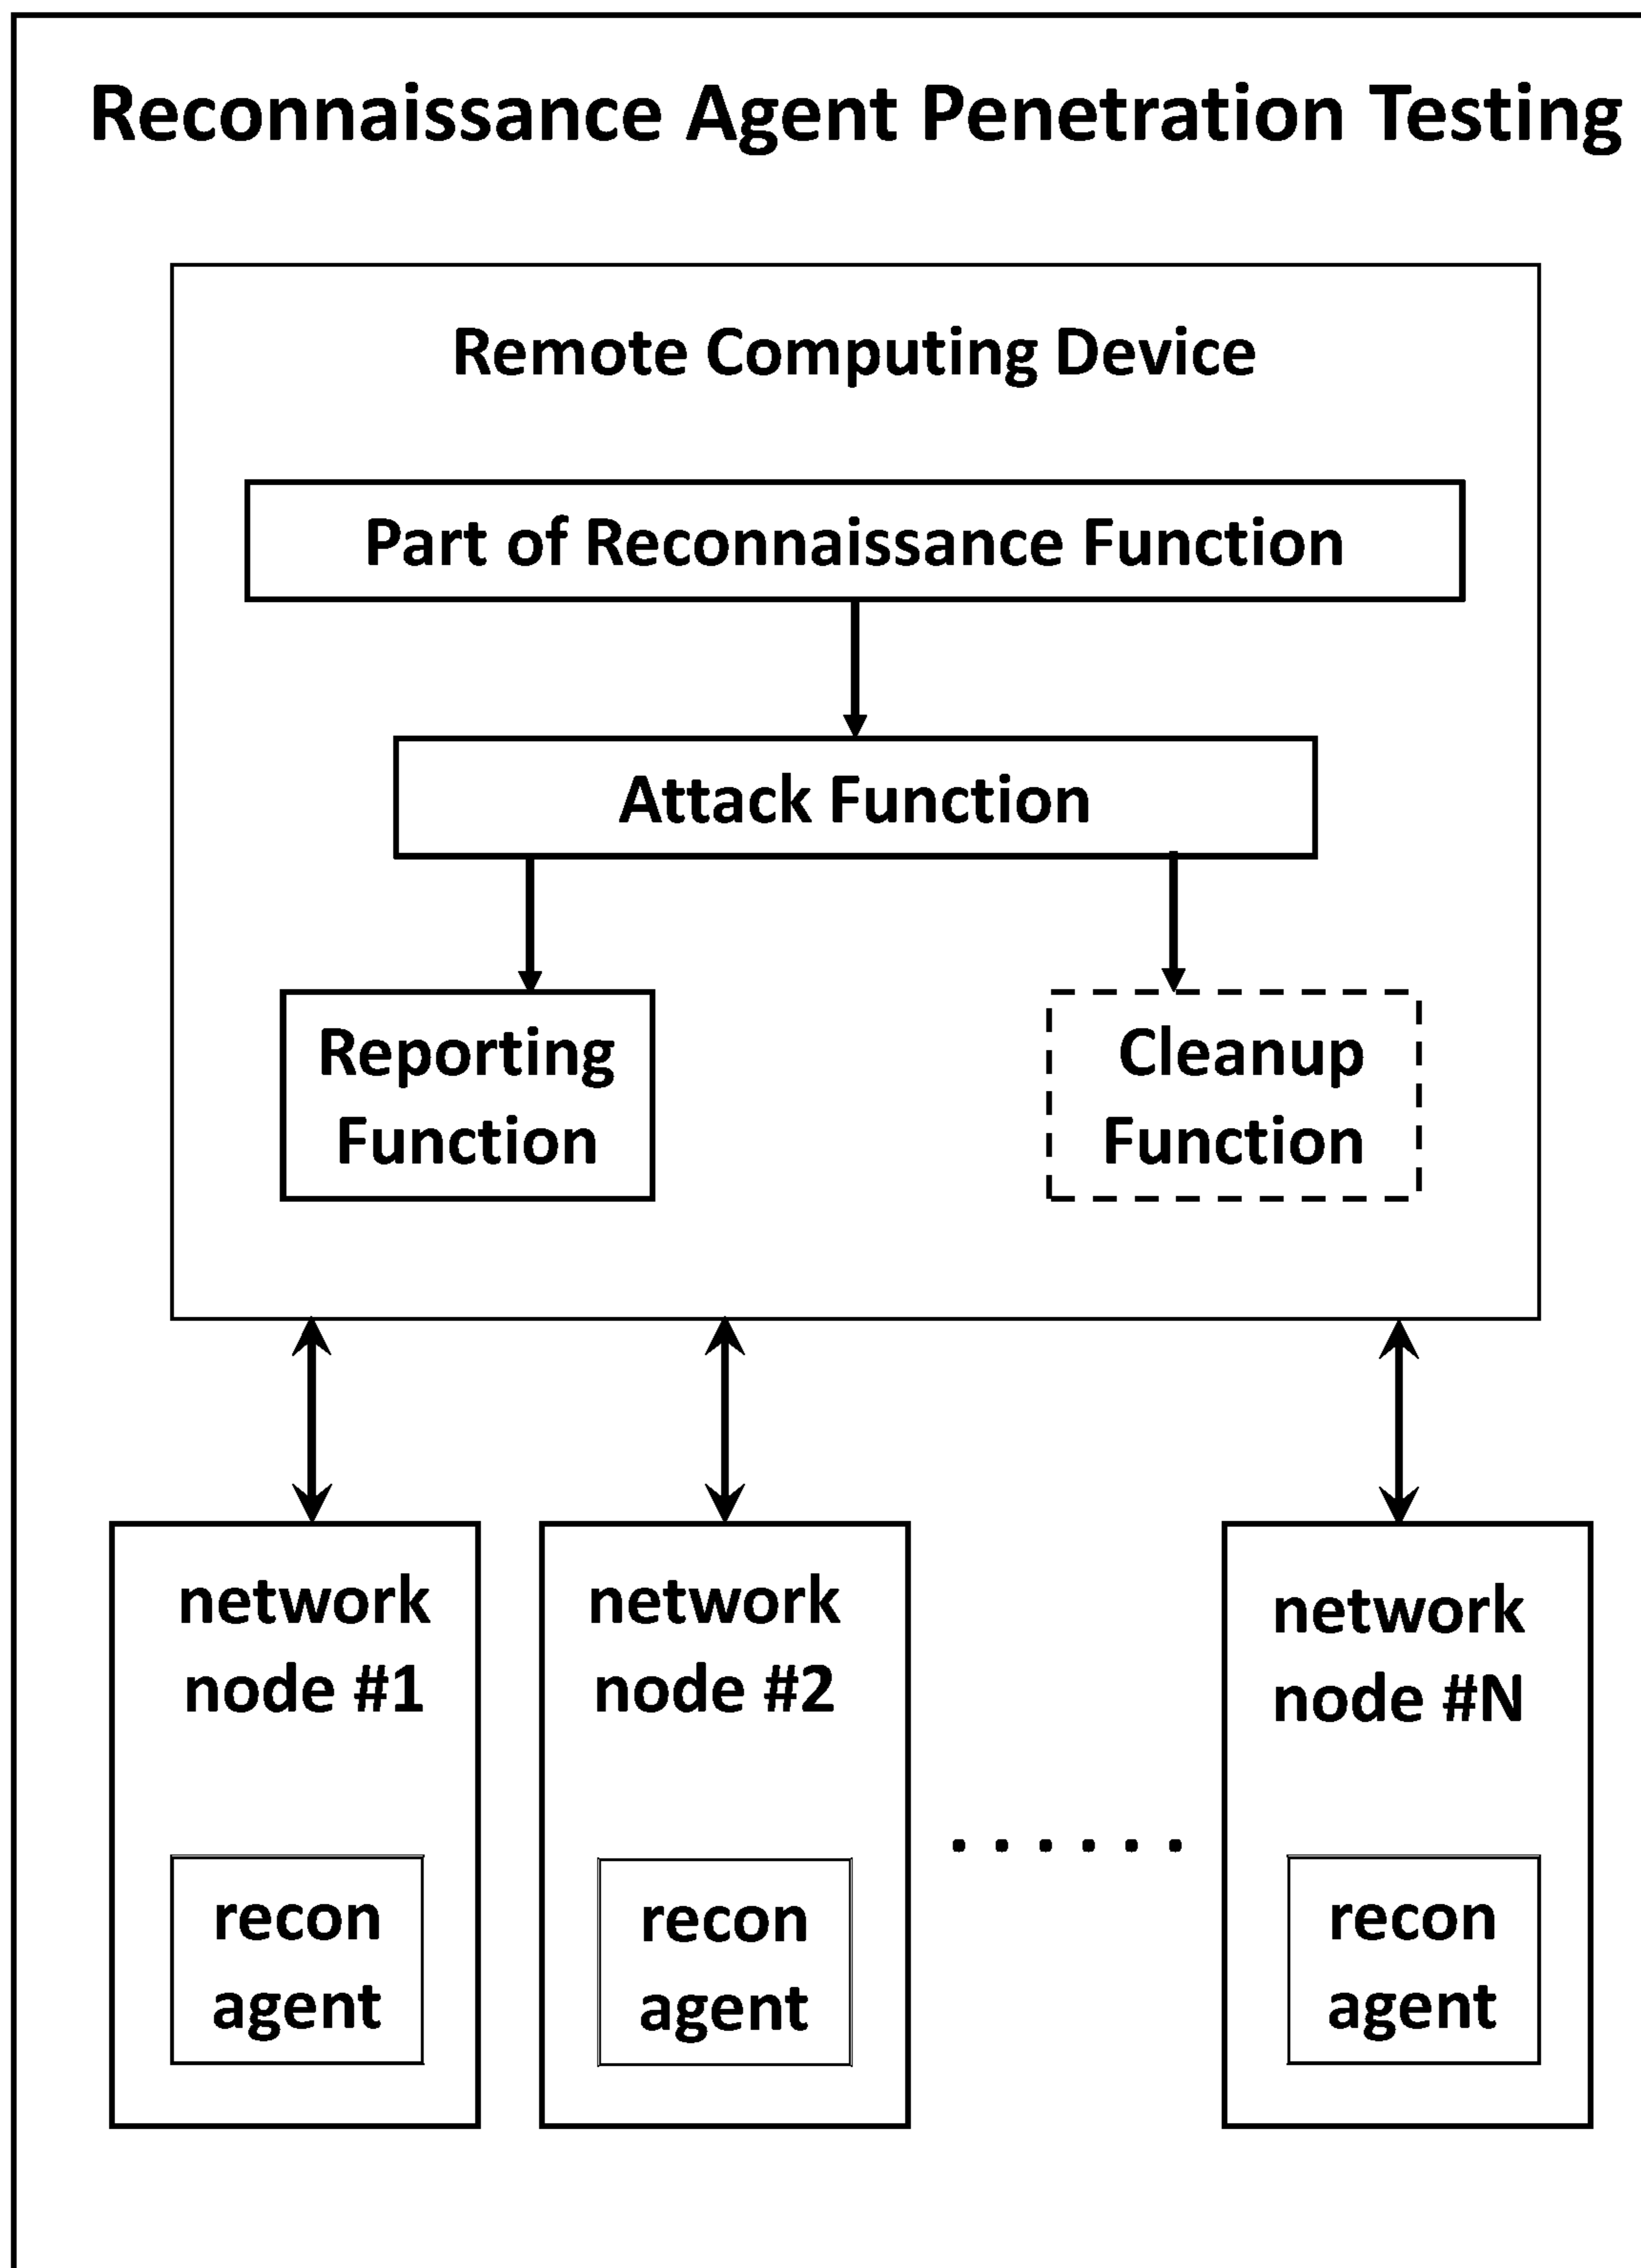 Reconnaissance Agent Penetration Testing
Remote Computing Device
Part of Reconnaissance Function
Attack Function
Reporting
Function
Cleanup
Function
network
node #1
recon
agent
network
node #2
recon
agent
......
network
node #N
recon
agent